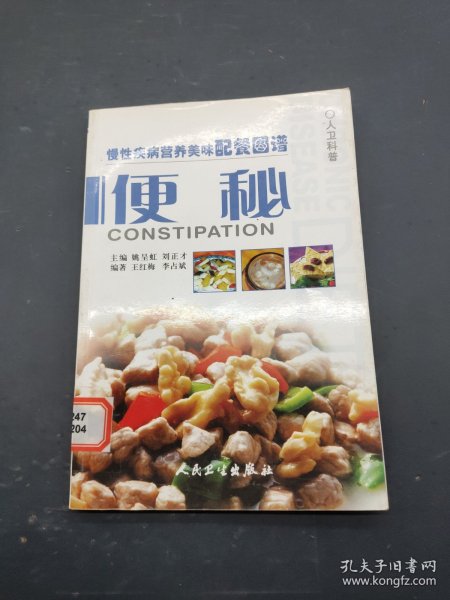 人卫科普
慢性疾病营养美味配餐图谱
便秘
CONSTIPATION
主编 姚呈虹 刘正才
编著 王红梅 李占斌
247
204
人民卫生出版社
孔夫子旧书网
www.kongfz.com